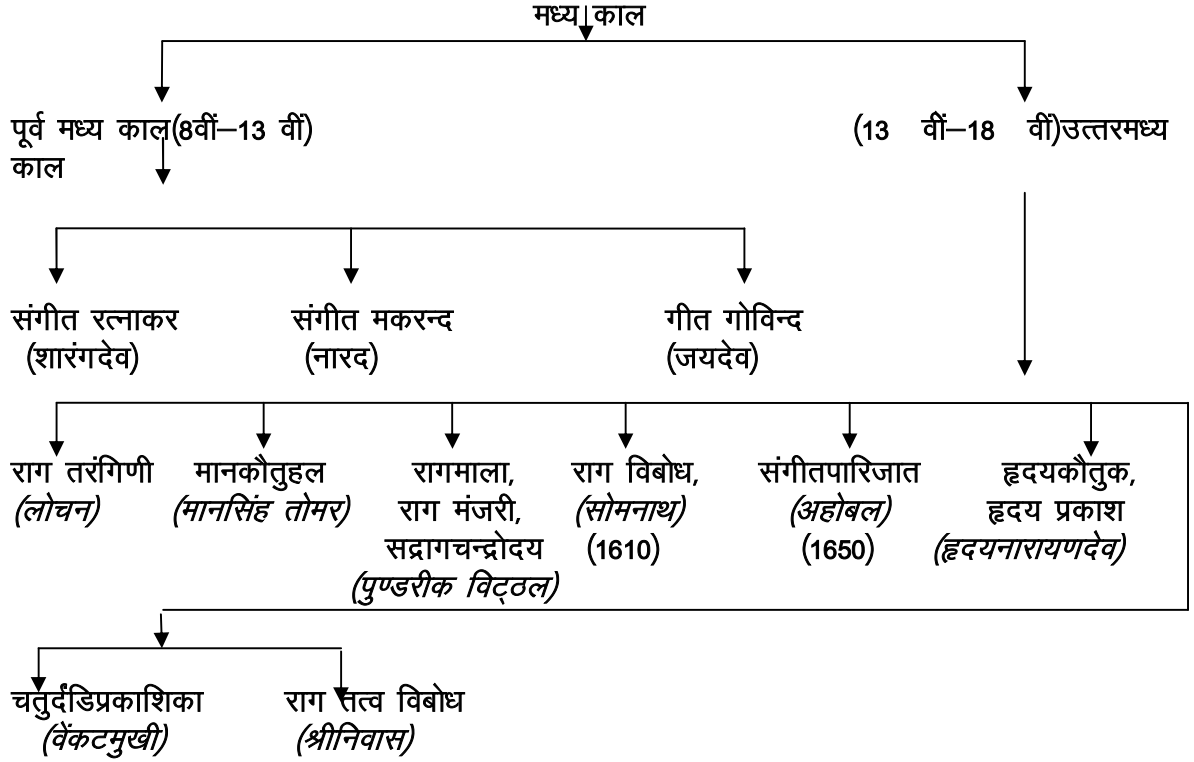 मध्य काल
पूर्व मध्य काल(8वीं–13 वीं)
(13 वीं–18 वीं)उत्तरमध्य
काल
संगीत रत्नाकर
(शारंगदेव)
संगीत मकरन्द
(नारद)
गीत गोविन्द
(जयदेव)
राग तरंगिणी
(लोचन)
मानकौतुहल
(मानसिंह तोमर)
रागमाला,
राग मंजरी,
सद्रागचन्द्रोदय
(पुण्डरीक विट्ठल)
राग विबोध,
(सोमनाथ)
(1610)
संगीतपारिजात
(अहोबल)
(1650)
हृदयकौतुक,
हृदय प्रकाश
(हृदयनारायणदेव)
चतुर्दंडिप्रकाशिका
(वेंकटमुखी)
राग तत्व विबोध
(श्रीनिवास)